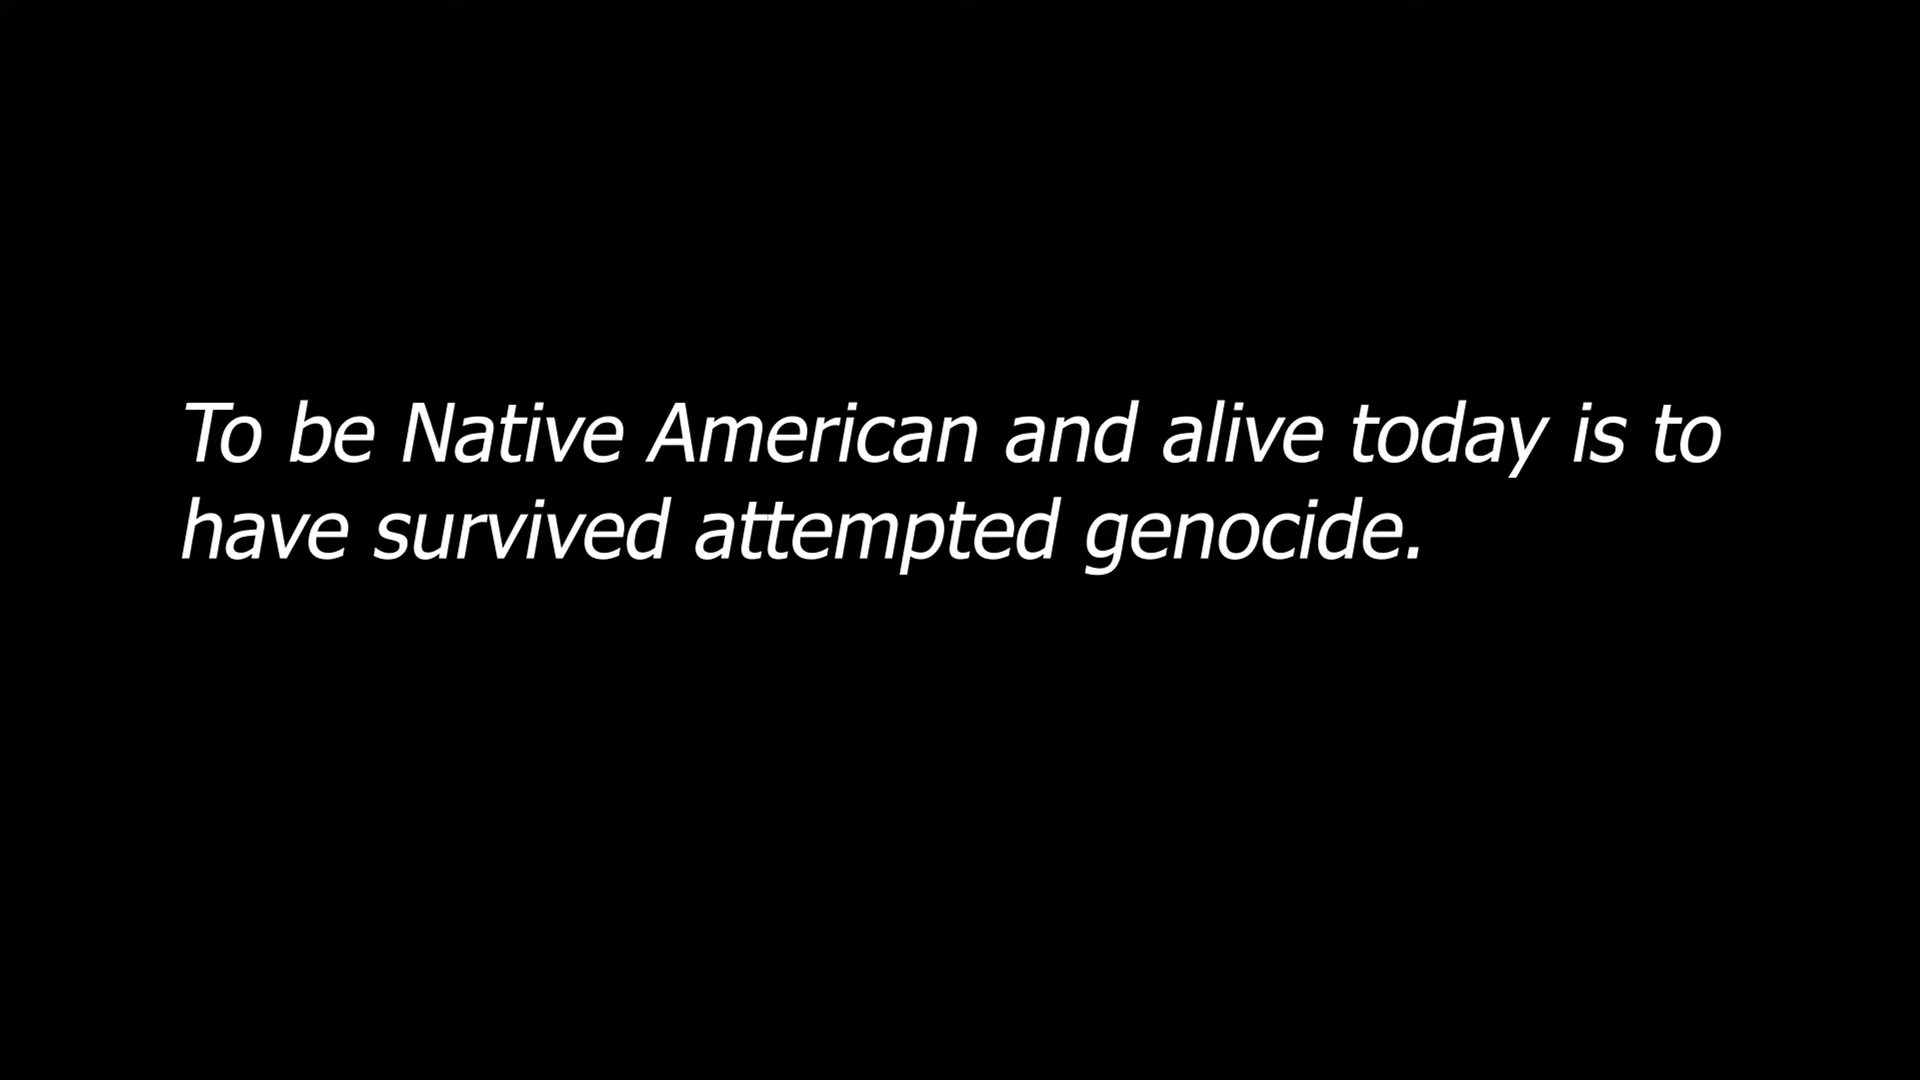 To be Native American and alive today is to
have survived attempted genocide.